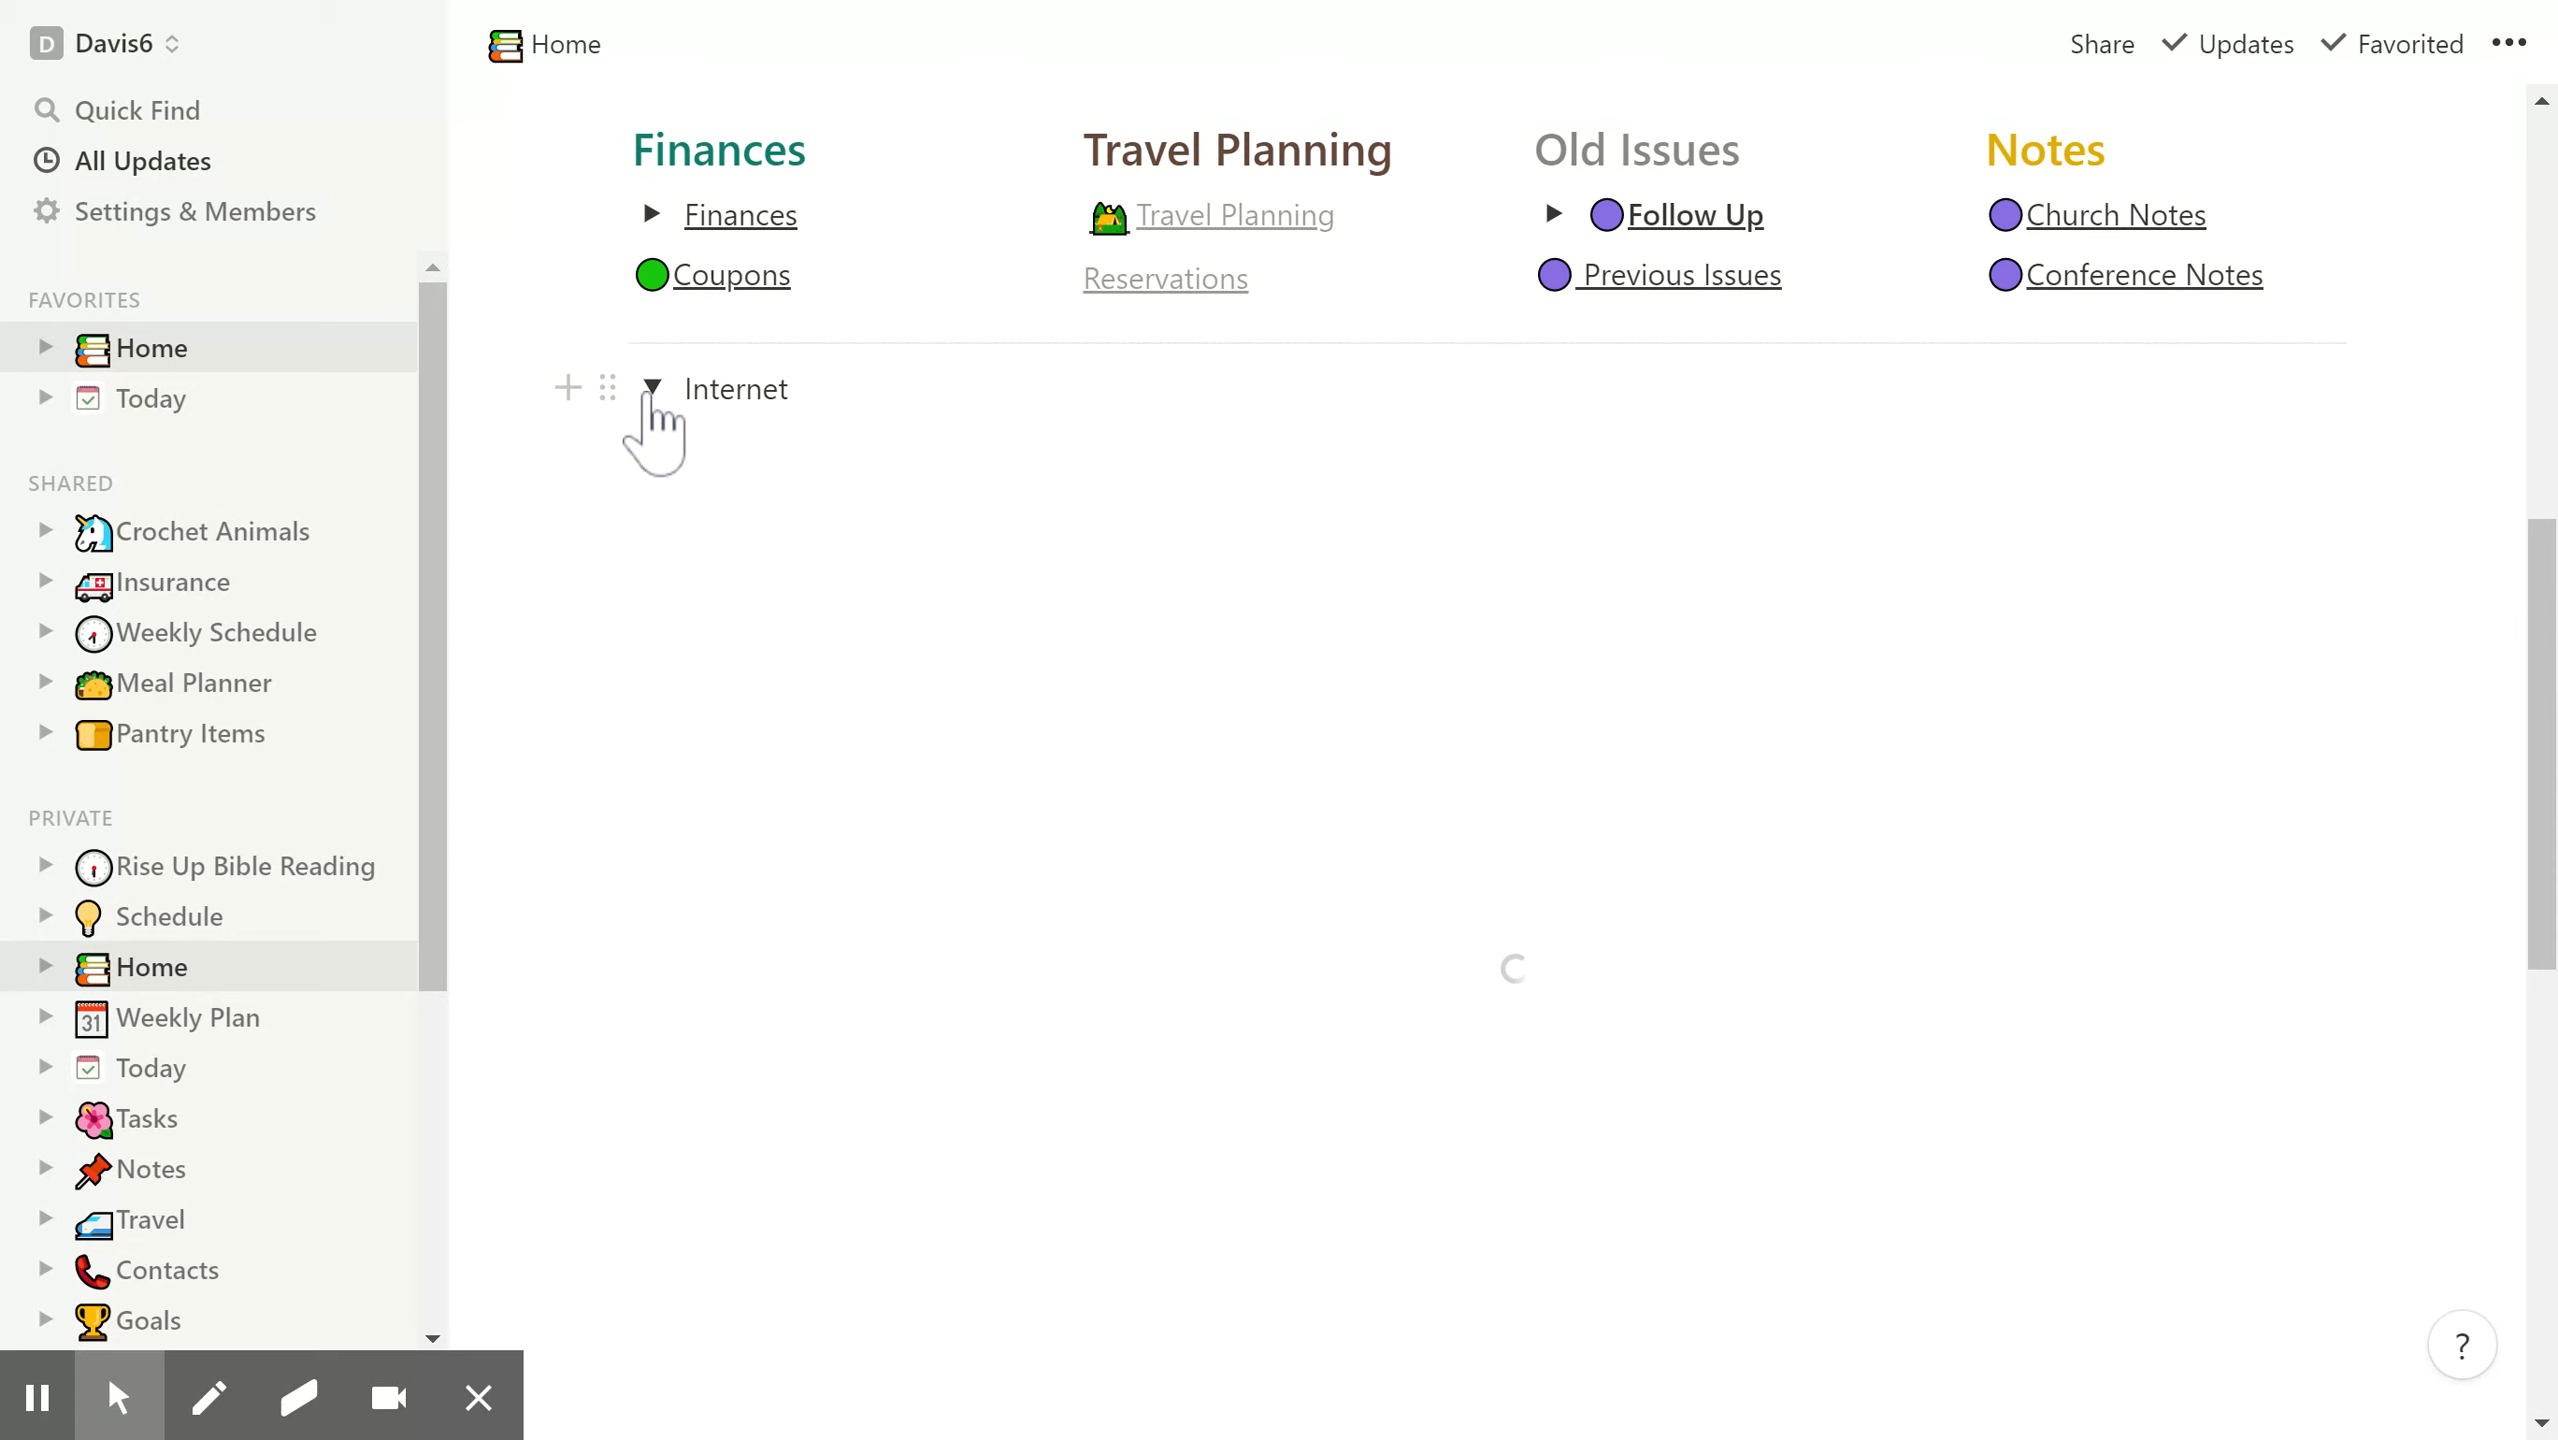 D Davis6
Quick Find
All Updates
Settings & Members
FAVORITES
Home
Today
SHARED
Crochet Animals
Insurance
Weekly Schedule
Meal Planner
Pantry Items
PRIVATE
Rise Up Bible Reading
Schedule
Home
31 Weekly Plan
Today
Tasks
Notes
Travel
Contacts
Goals
Home
Share Updates Favorited
Finances
Finances
Coupons
Travel Planning
Travel Planning
Reservations
Old Issues
Follow Up
Previous Issues
Notes
Church Notes
Conference Notes
Internet
?